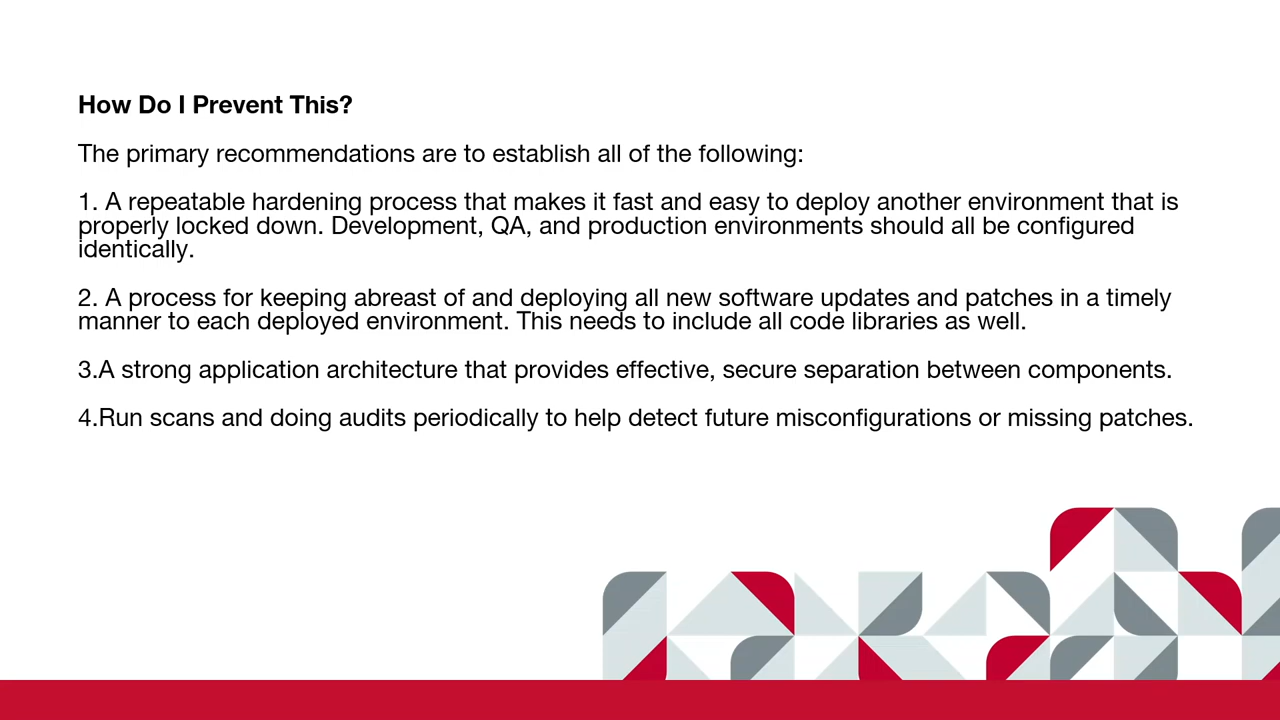 How Do I Prevent This?
The primary recommendations are to establish all of the following:
1. A repeatable hardening process that makes it fast and easy to deploy another environment that is
properly locked down. Development, QA, and production environments should all be configured
identically.
2. A process for keeping abreast of and deploying all new software updates and patches in a timely
manner to each deployed environment. This needs to include all code libraries as well.
3.A strong application architecture that provides effective, secure separation between components.
4.Run scans and doing audits periodically to help detect future misconfigurations or missing patches.